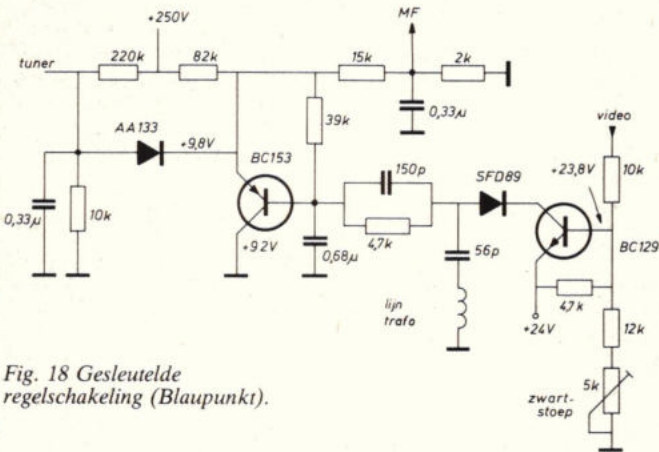 +250V
MF
tuner
220k
82k
15k
2k
AA133
+9,8V
39k
0,33µ
video
BC153
150p
SFD89
+23,8V
10k
0,33µ
10k
+9,2V
0,68µ
4,7k
56p
BC129
lijn
trafo
4,7k
+24V
12k
5k
zwart-
stoep
Fig. 18 Gesleutelde
regelschakeling (Blaupunkt).